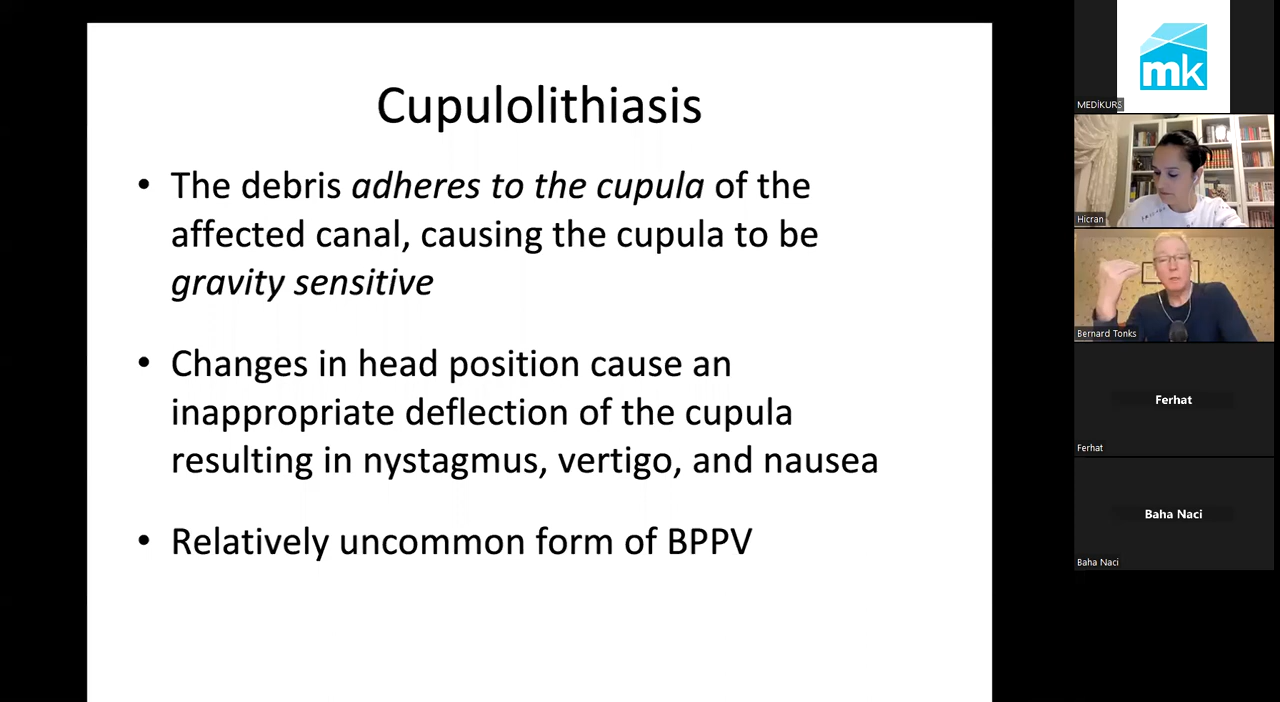 Cupulolithiasis
• The debris adheres to the cupula of the
affected canal, causing the cupula to be
gravity sensitive
• Changes in head position cause an
inappropriate deflection of the cupula
resulting in nystagmus, vertigo, and nausea
• Relatively uncommon form of BPPV
mk
MEDİKURS
Hicran
Bernard Tonks
Ferhat
Ferhat
Baha Naci
Baha Naci